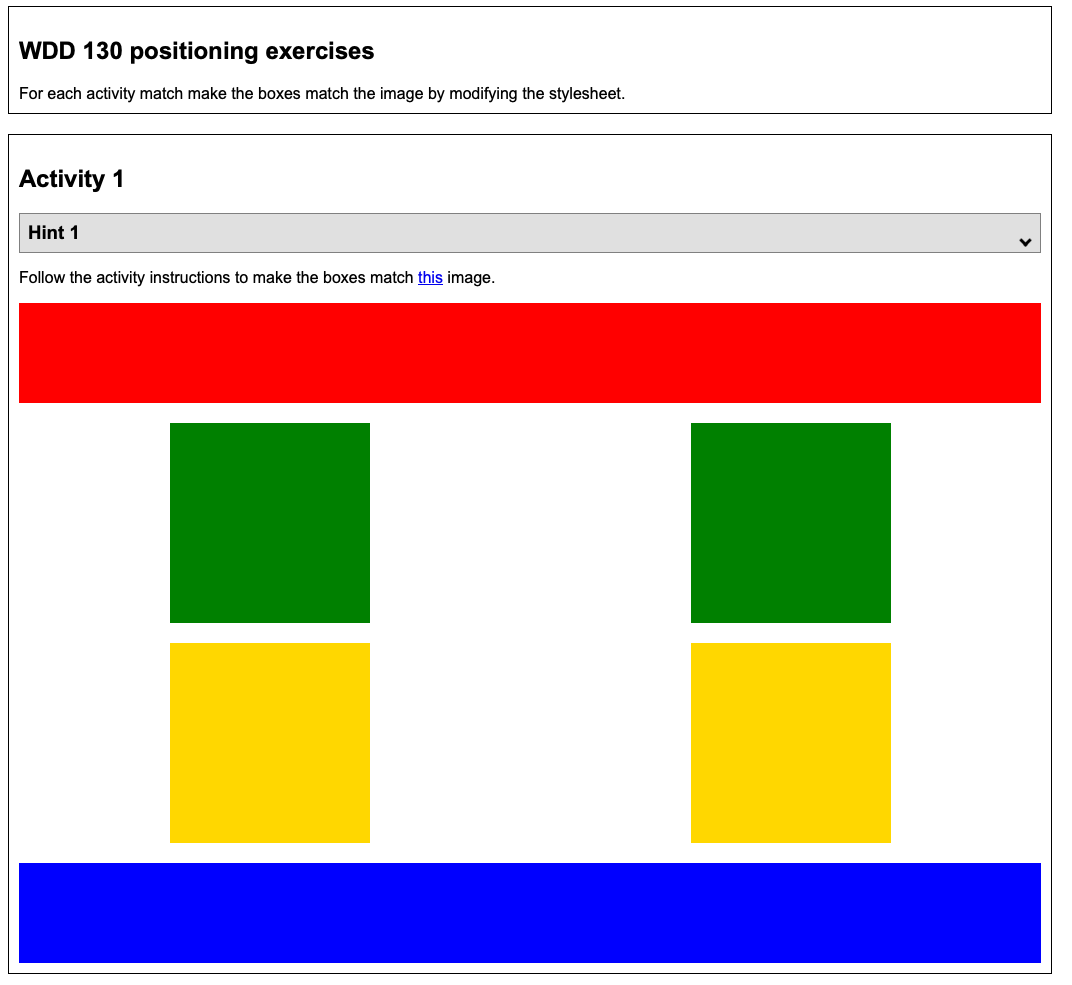 WDD 130 positioning exercises
For each activity match make the boxes match the image by modifying the stylesheet.
Activity 1
Hint 1
Follow the activity instructions to make the boxes match this image.